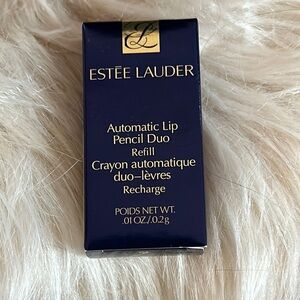 EL
ESTĒE LAUDER
Automatic Lip
Pencil Duo
Refill
Crayon automatique
duo-lèvres
Recharge
POIDS NET WT.
.01 OZ./0.2g